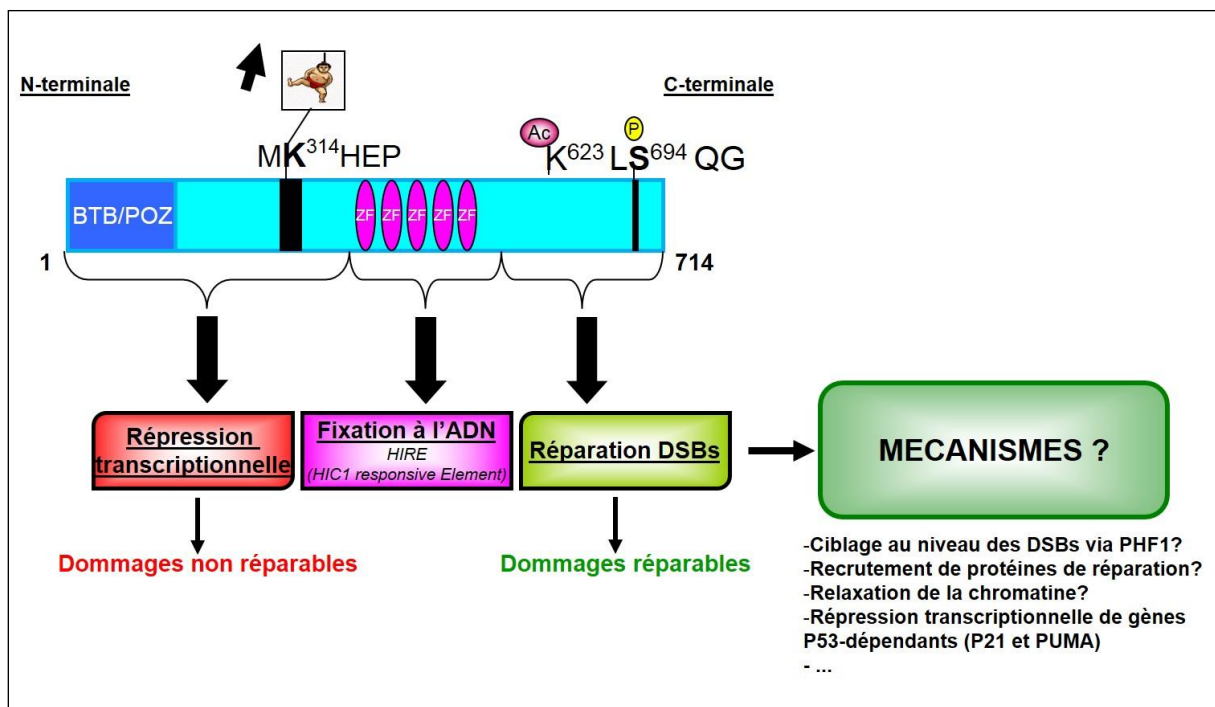 N-terminale
C-terminale
Ac
P
MK314HEP
K623 LS694 QG
BTB/POZ
ZF ZF ZF ZF ZF
1
714
Répression
transcriptionnelle
Fixation à l'ADN
HIRE
(HIC1 responsive Element)
Réparation DSBs
MECANISMES ?
Dommages non réparables
Dommages réparables
-Ciblage au niveau des DSBs via PHF1?
-Recrutement de protéines de réparation?
-Relaxation de la chromatine?
-Répression transcriptionnelle de gènes
P53-dépendants (P21 et PUMA)
- ...